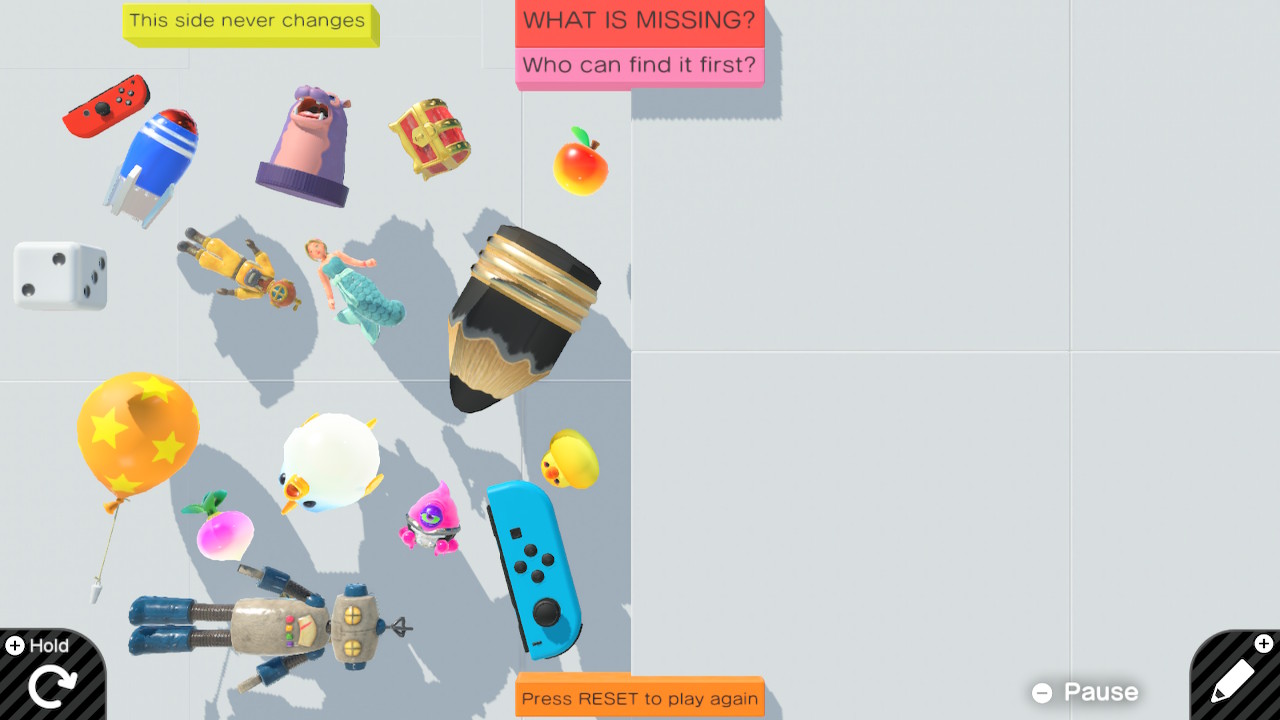 This side never changes
WHAT IS MISSING?
Who can find it first?
Hold
Press RESET to play again
Pause